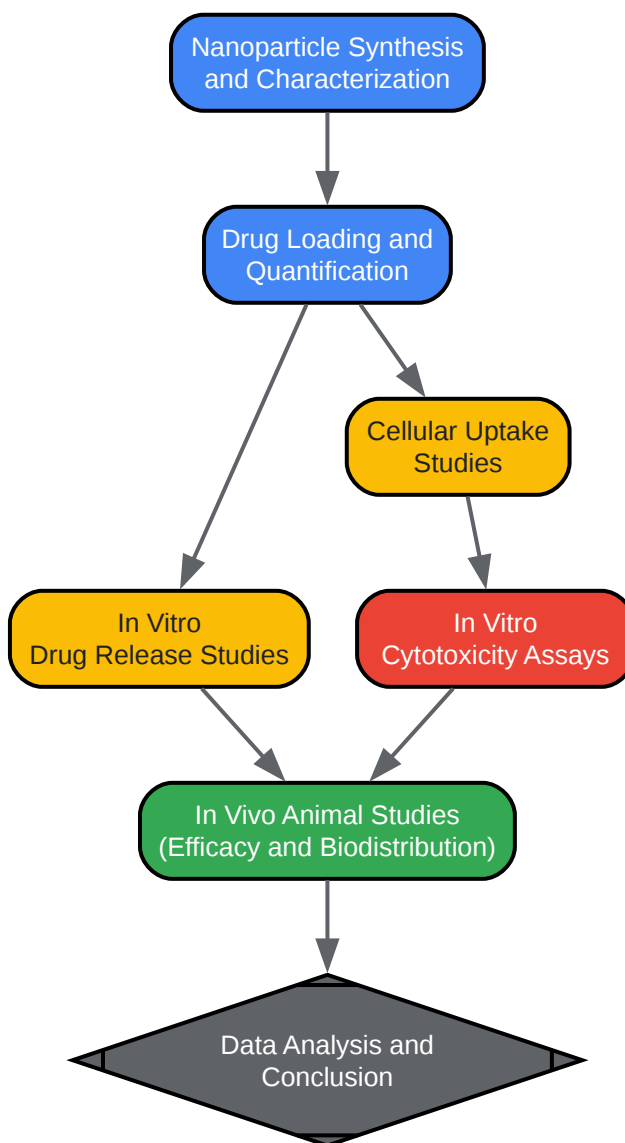 Nanoparticle Synthesis
and Characterization
Drug Loading and
Quantification
Cellular Uptake
Studies
In Vitro
Drug Release Studies
In Vitro
Cytotoxicity Assays
In Vivo Animal Studies
(Efficacy and Biodistribution)
Data Analysis and
Conclusion